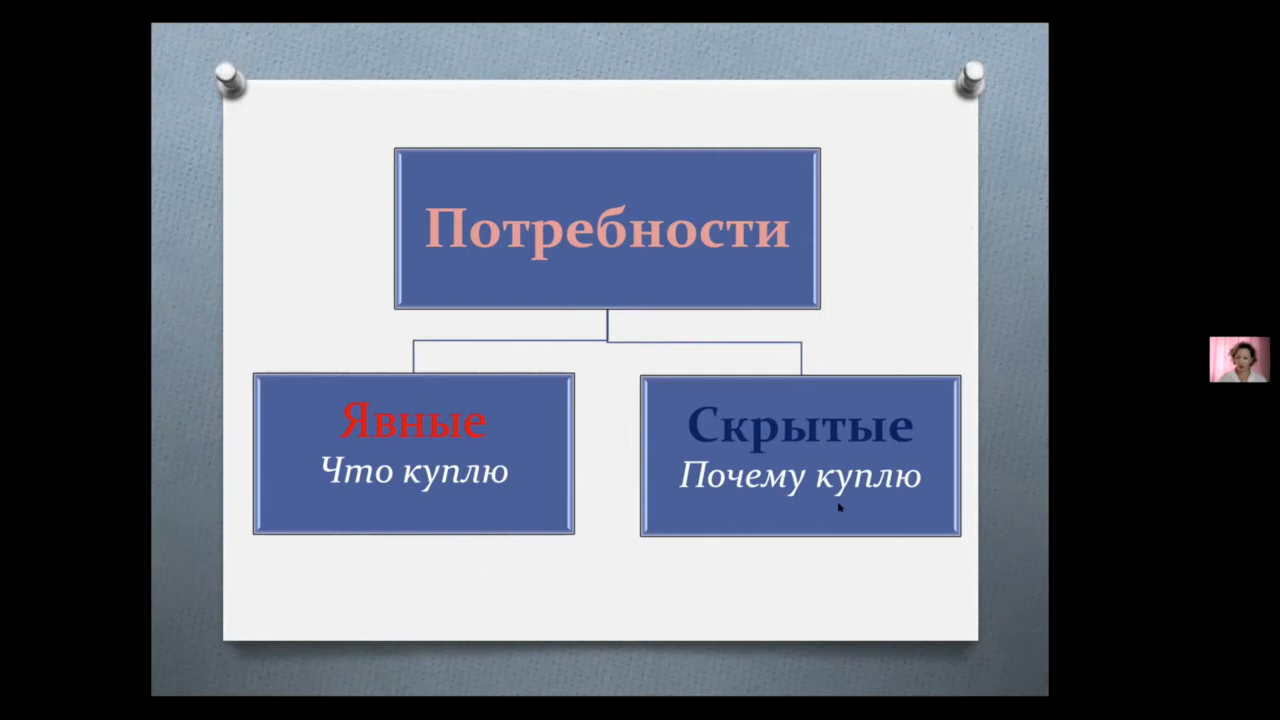 Потребности
Явные
Что куплю
Скрытые
Почему куплю